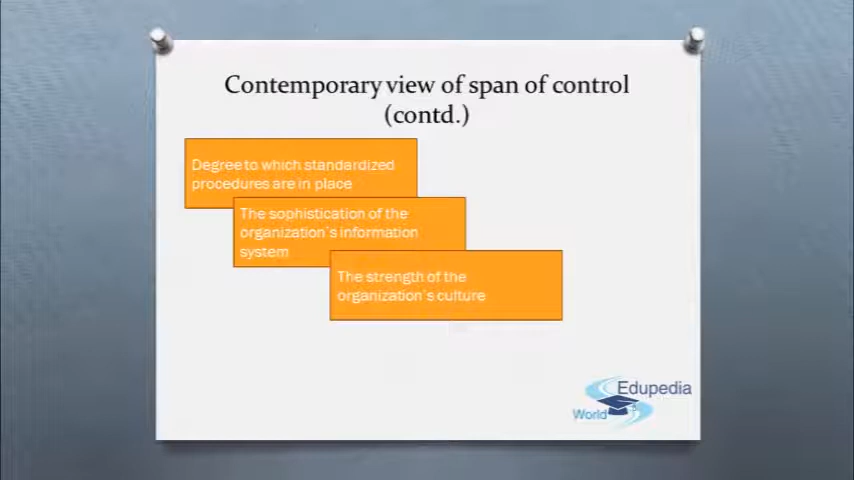 Contemporary view of span of control
(contd.)
Degree to which standardized
procedures are in place
The sophistication of the
organization's information
system
The strength of the
organization's culture
Edupedia
World